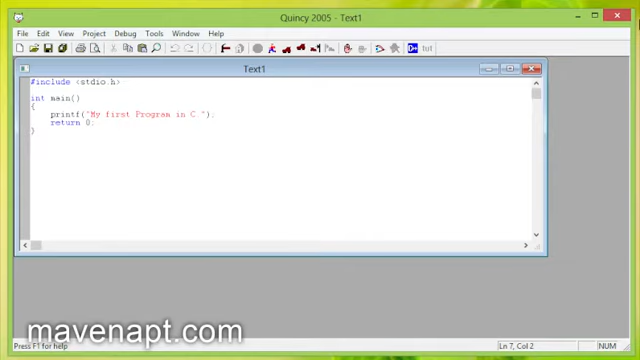 Quincy 2005 - Text1
File Edit View Project Debug Tools Window Help
D+ tut
Text1
#include <stdio.h>
int main()
{
printf("My first Program in C ");
return 0;
}
mavenapt.com
Press F1 for help
Ln 7, Col 2
NUM